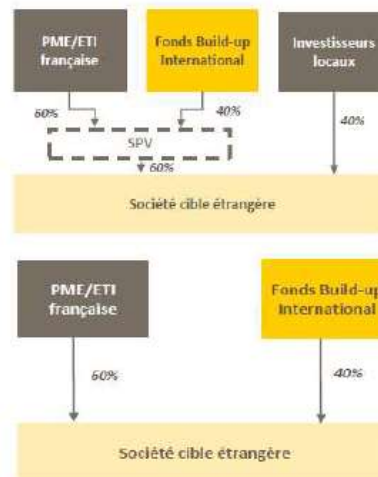 PME/ETI
française
Fonds Build-up
International
Investisseurs
locaux
60%
40%
40%
SPV
60%
Société cible étrangère
PME/ETI
française
Fonds Build-up
International
60%
40%
Société cible étrangère